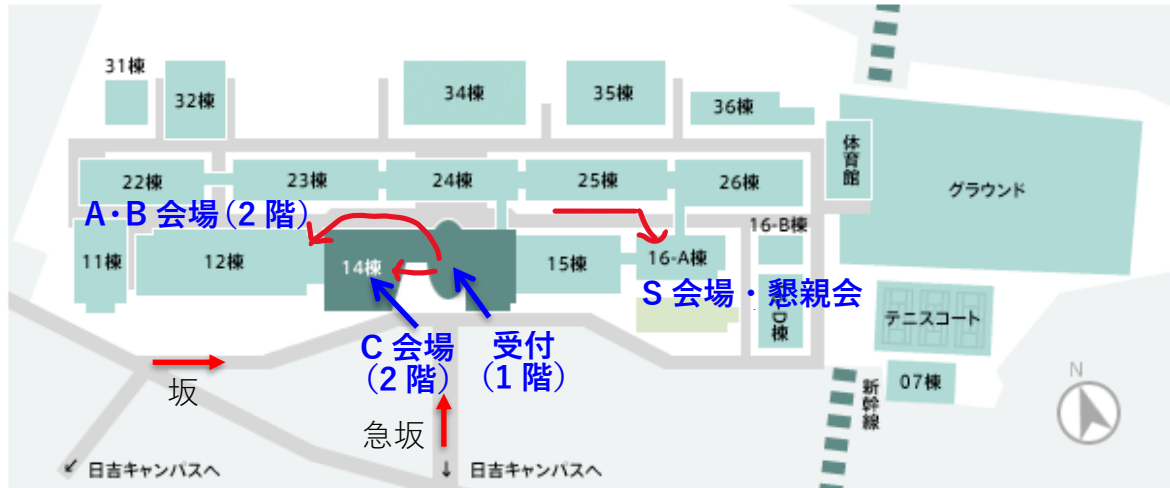 31棟
32棟
34棟
35棟
36棟
体育館
グラウンド
22棟
23棟
24棟
25棟
26棟
A・B 会場(2 階)
16-B棟
11棟
12棟
14棟
15棟
16-A棟
S 会場・懇親会
D棟
テニスコート
C 会場
(2 階)
受付
(1 階)
07棟
新幹線
N
坂
急坂
↙ 日吉キャンパスへ
↓ 日吉キャンパスへ